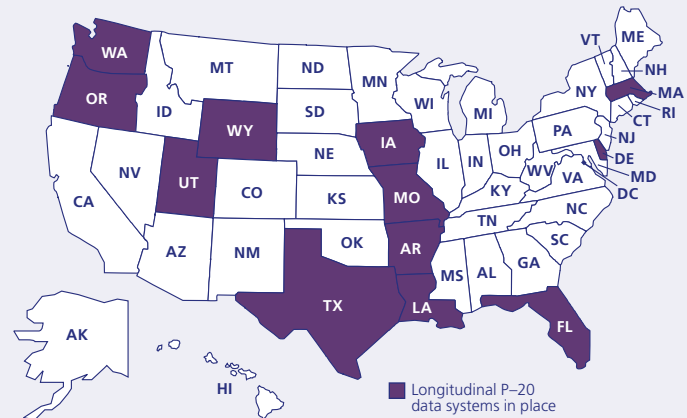 WA
OR
CA
NV
ID
MT
WY
UT
AZ
CO
NM
ND
SD
NE
KS
OK
TX
MN
IA
MO
AR
LA
WI
IL
MI
IN
OH
KY
TN
MS
AL
GA
FL
SC
NC
VA
WV
PA
NY
VT
ME
NH
MA
RI
CT
NJ
DE
MD
DC
AK
HI
Longitudinal P–20
data systems in place